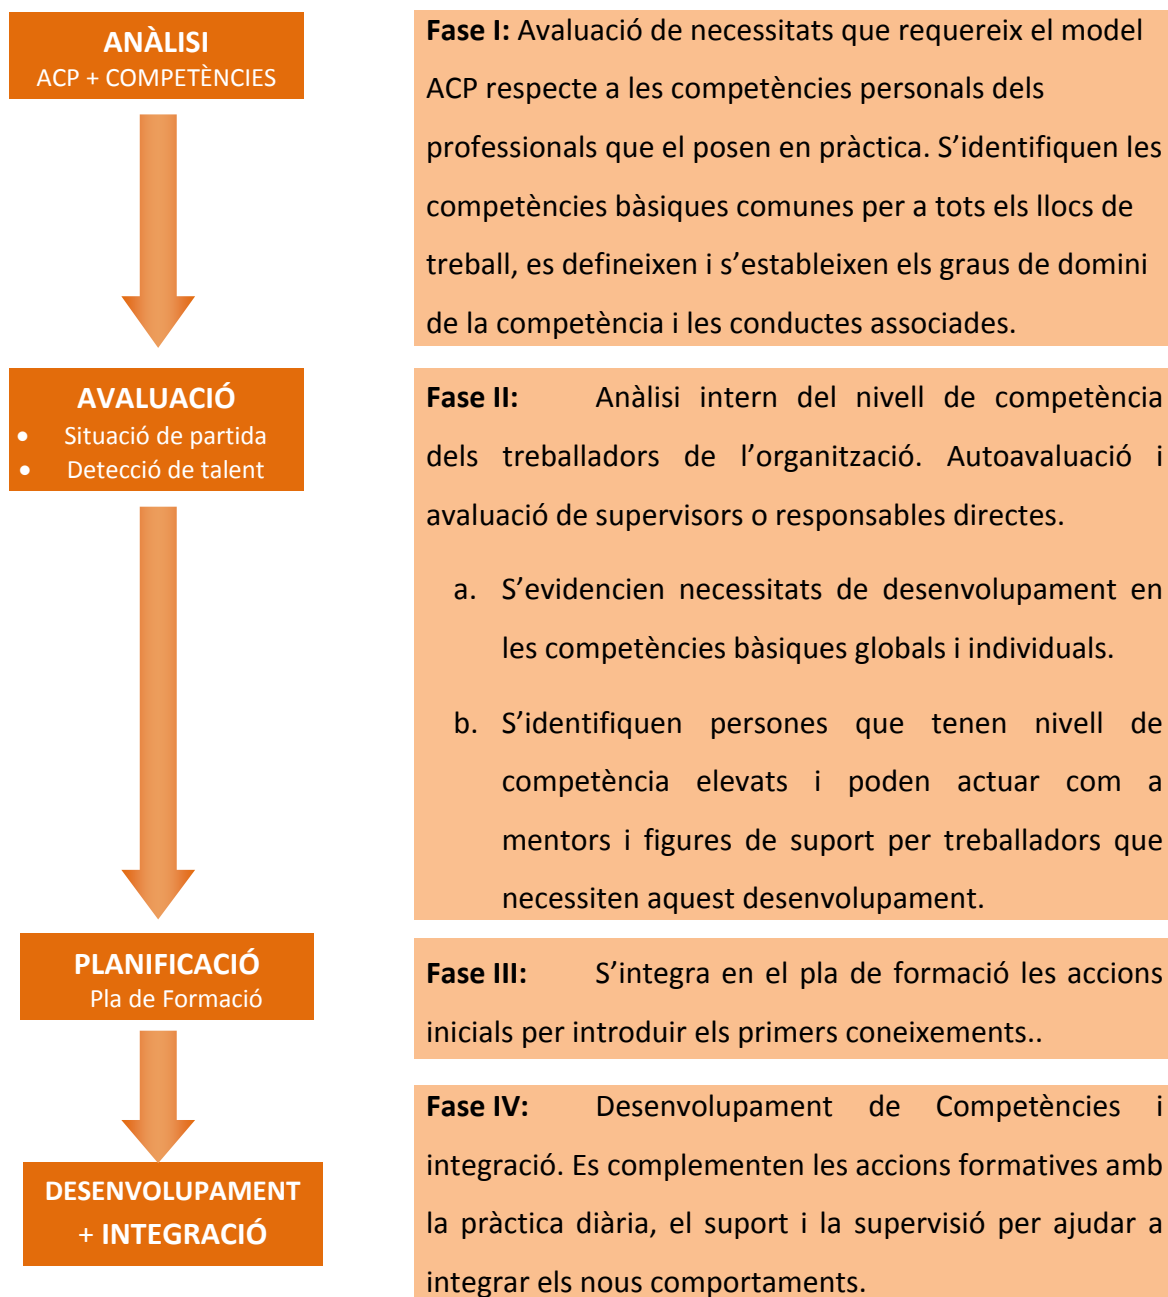 ANÀLISI
ACP + COMPETÈNCIES
Fase I: Avaluació de necessitats que requereix el model
ACP respecte a les competències personals dels
professionals que el posen en pràctica. S’identifiquen les
competències bàsiques comunes per a tots els llocs de
treball, es defineixen i s’estableixen els graus de domini
de la competència i les conductes associades.
AVALUACIÓ
• Situació de partida
• Detecció de talent
Fase II: Anàlisi intern del nivell de competència
dels treballadors de l’organització. Autoavaluació i
avaluació de supervisors o responsables directes.
a. S’evidencien necessitats de desenvolupament en
les competències bàsiques globals i individuals.
b. S’identifiquen persones que tenen nivell de
competència elevats i poden actuar com a
mentors i figures de suport per treballadors que
necessiten aquest desenvolupament.
PLANIFICACIÓ
Pla de Formació
Fase III: S’integra en el pla de formació les accions
inicials per introduir els primers coneixements..
DESENVOLUPAMENT
+ INTEGRACIÓ
Fase IV: Desenvolupament de Competències i
integració. Es complementen les accions formatives amb
la pràctica diària, el suport i la supervisió per ajudar a
integrar els nous comportaments.